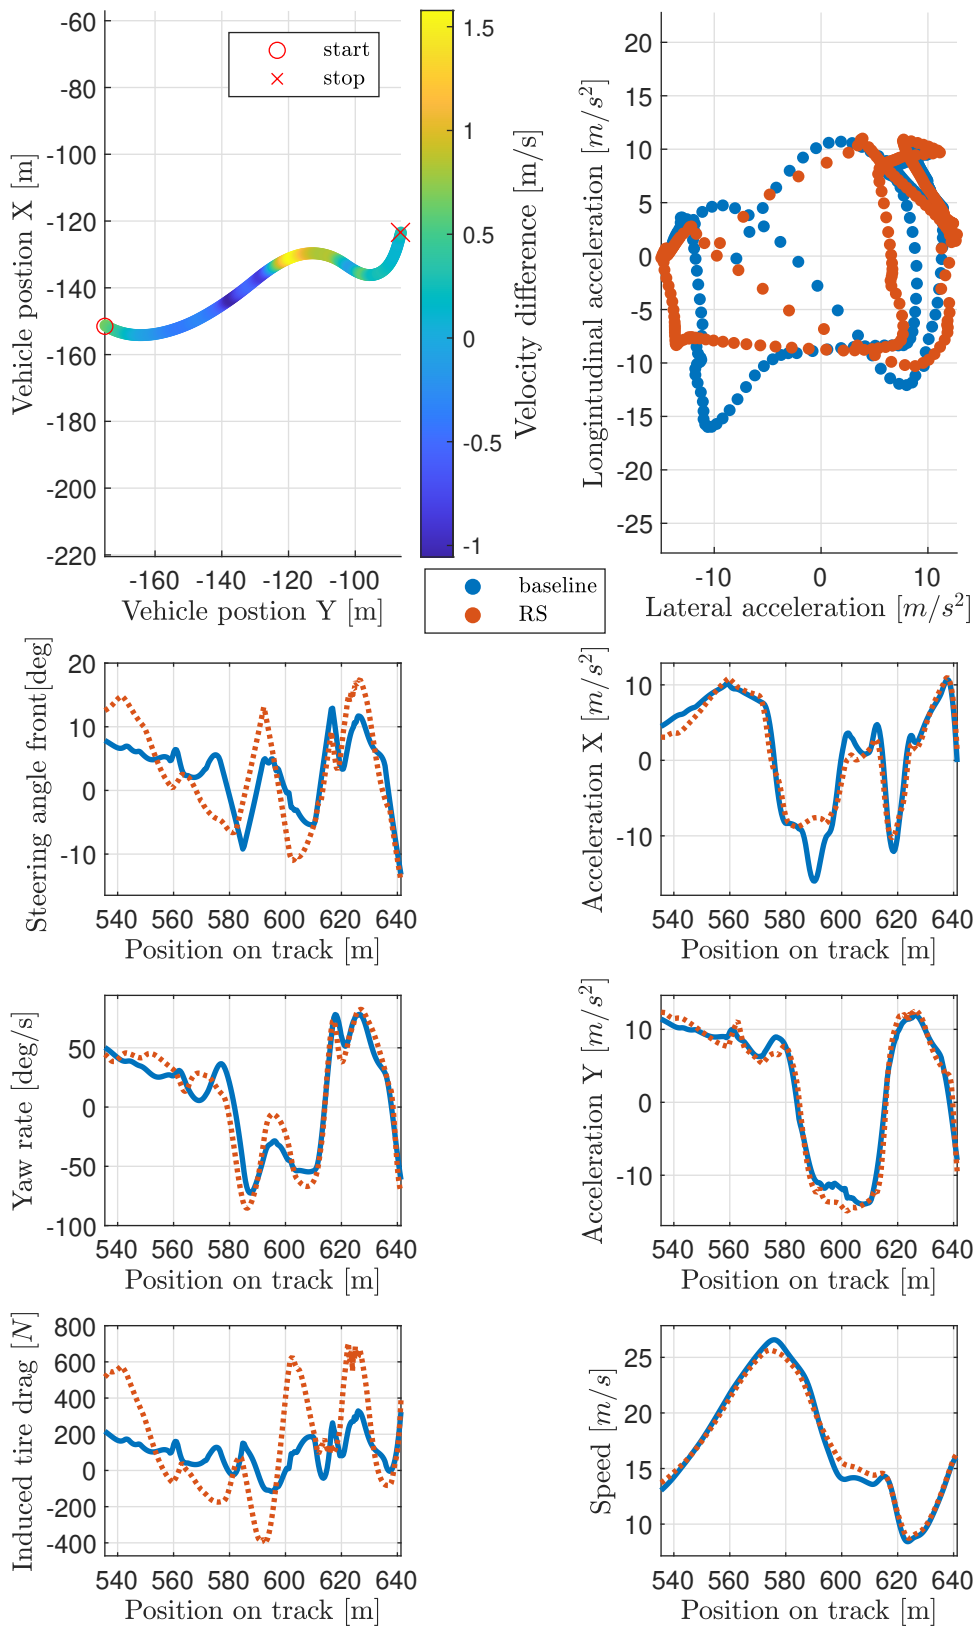 -60
-80
-100
-120
-140
-160
-180
-200
-220
-160 -140 -120 -100
Vehicle postion X [m]
Vehicle postion Y [m]
start
stop
1.5
1
0.5
0
-0.5
-1
Velocity difference [m/s]
20
15
10
5
0
-5
-10
-15
-20
-25
-10 0 10
Longintudinal acceleration [m/s²]
Lateral acceleration [m/s²]
baseline
RS
20
10
0
-10
540 560 580 600 620 640
Steering angle front[deg]
Position on track [m]
10
0
-10
540 560 580 600 620 640
Acceleration X [m/s²]
Position on track [m]
50
0
-50
-100
540 560 580 600 620 640
Yaw rate [deg/s]
Position on track [m]
10
0
-10
540 560 580 600 620 640
Acceleration Y [m/s²]
Position on track [m]
800
600
400
200
0
-200
-400
540 560 580 600 620 640
Induced tire drag [N]
Position on track [m]
25
20
15
10
540 560 580 600 620 640
Speed [m/s]
Position on track [m]